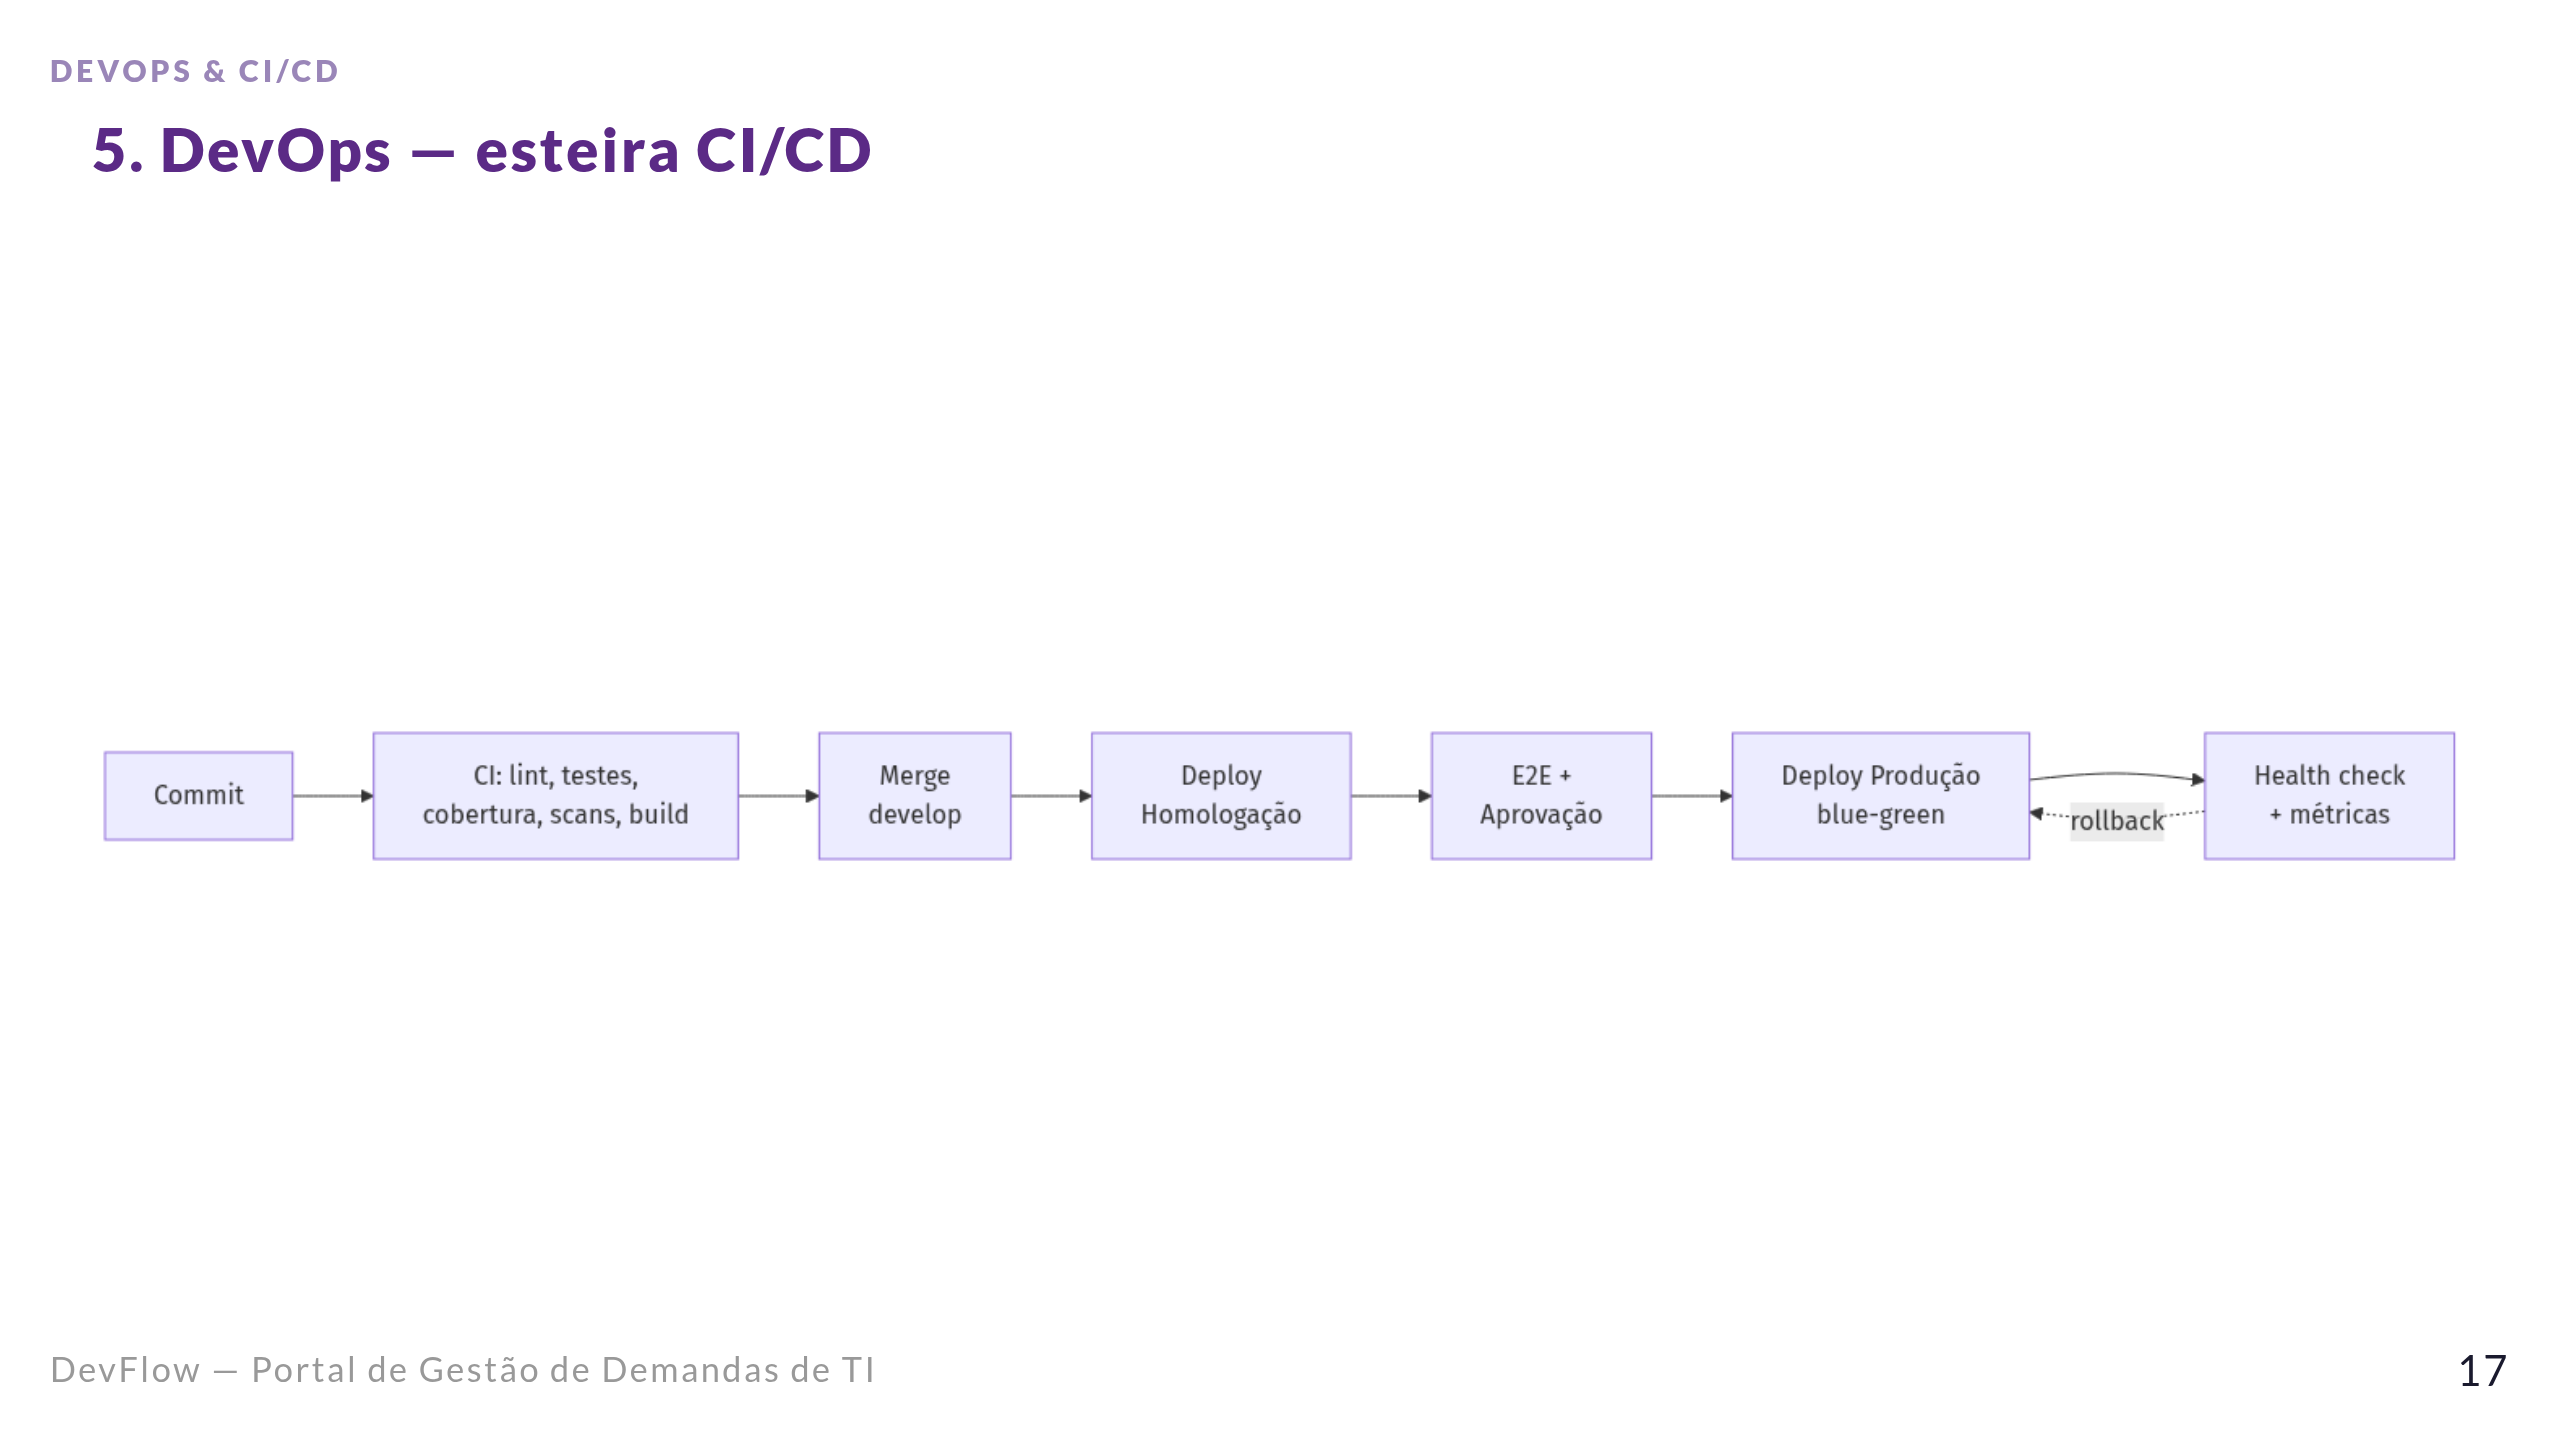 DEVOPS & CI/CD
5. DevOps — esteira CI/CD
Commit
CI: lint, testes,
cobertura, scans, build
Merge
develop
Deploy
Homologação
E2E +
Aprovação
Deploy Produção
blue-green
rollback
Health check
+ métricas
DevFlow — Portal de Gestão de Demandas de TI
17